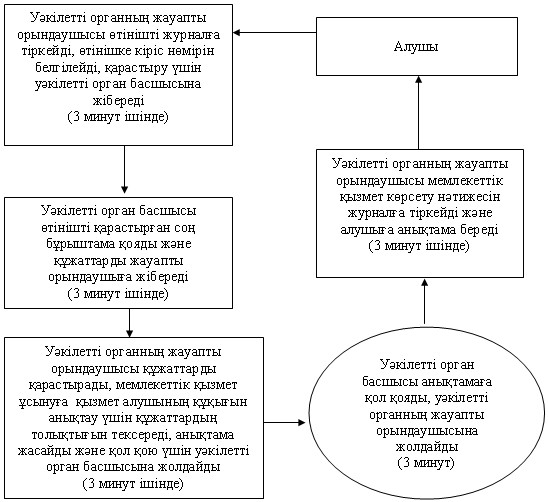 Уәкілетті органның жауапты
орындаушысы өтінішті журналға
тіркейді, өтінішке кіріс нөмірін
белгілейді, қарастыру үшін
уәкілетті орган басшысына
жібереді
(3 минут ішінде)
Алушы
Уәкілетті органның жауапты
орындаушысы мемлекеттік
қызмет көрсету нәтижесін
журналға тіркейді және
алушыға анықтама береді
(3 минут ішінде)
Уәкілетті орган басшысы
өтінішті қарастырған соң
бұрыштама қояды және
құжаттарды жауапты
орындаушыға жібереді
(3 минут ішінде)
Уәкілетті органның жауапты
орындаушысы құжаттарды
қарастырады, мемлекеттік қызмет
ұсынуға қызмет алушының құқығын
анықтау үшін құжаттардың
толықтығын тексереді, анықтама
жасайды және қол қою үшін уәкілетті
орган басшысына жолдайды
(3 минут ішінде)
Уәкілетті орган
басшысы анықтамаға
қол қояды, уәкілетті
органның жауапты
орындаушысына
жолдайды
(3 минут)